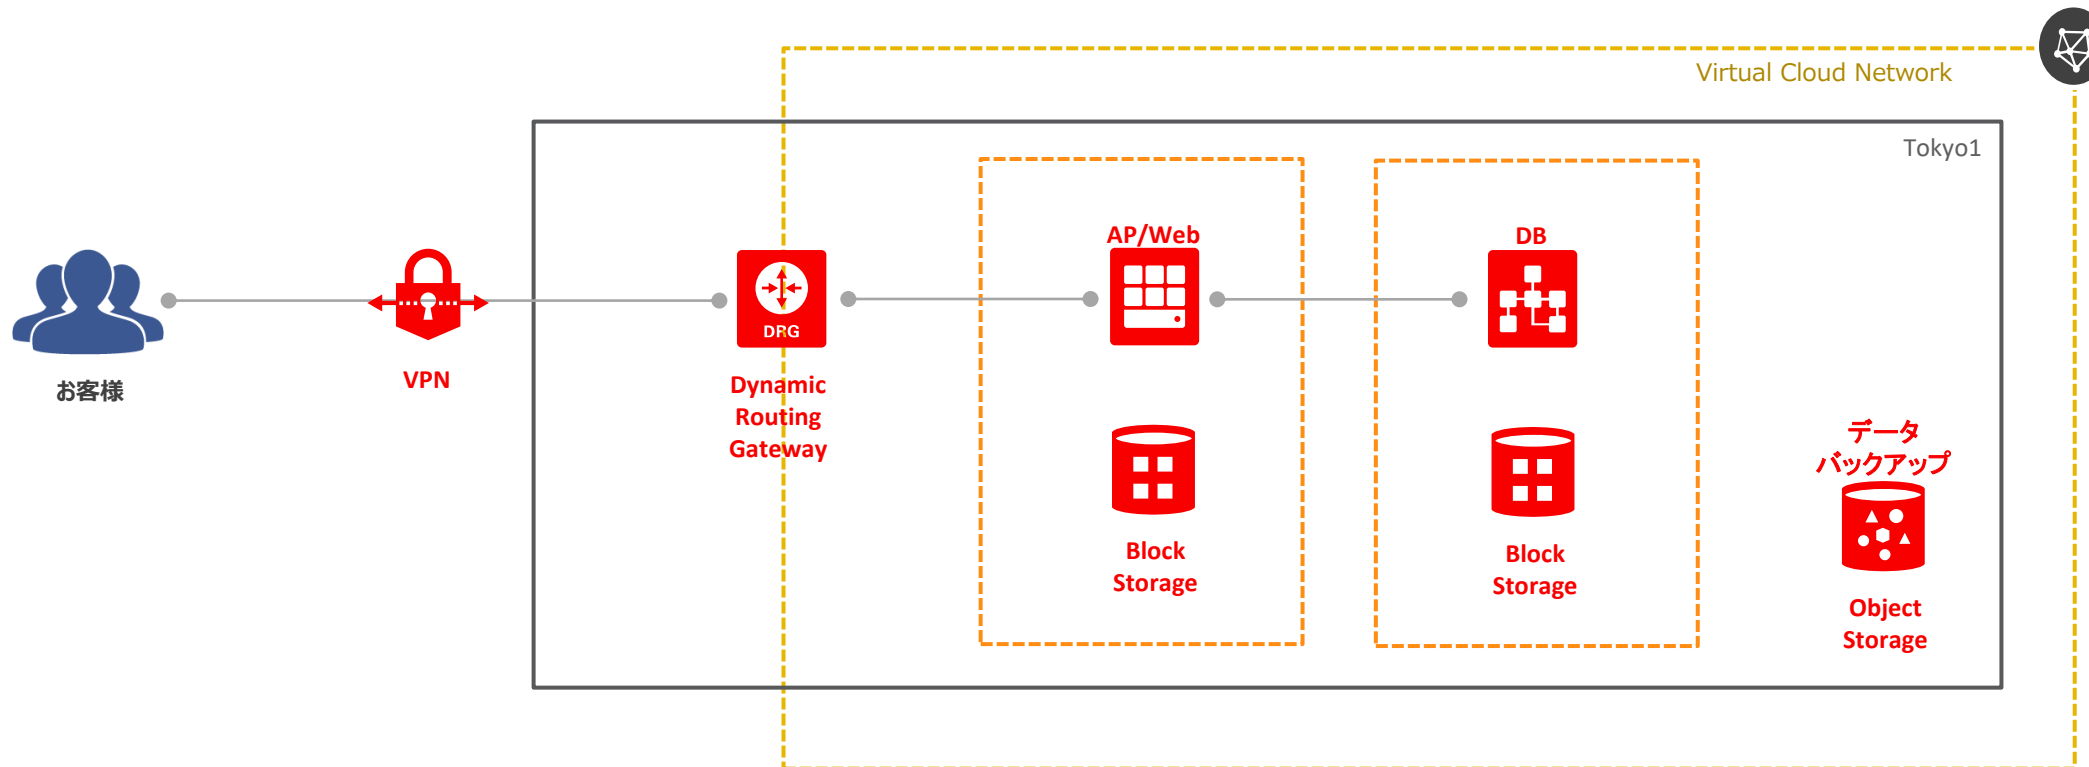 Virtual Cloud Network
Tokyo1
お客様
VPN
DRG
Dynamic
Routing
Gateway
AP/Web
Block
Storage
DB
Block
Storage
データ
バックアップ
Object
Storage